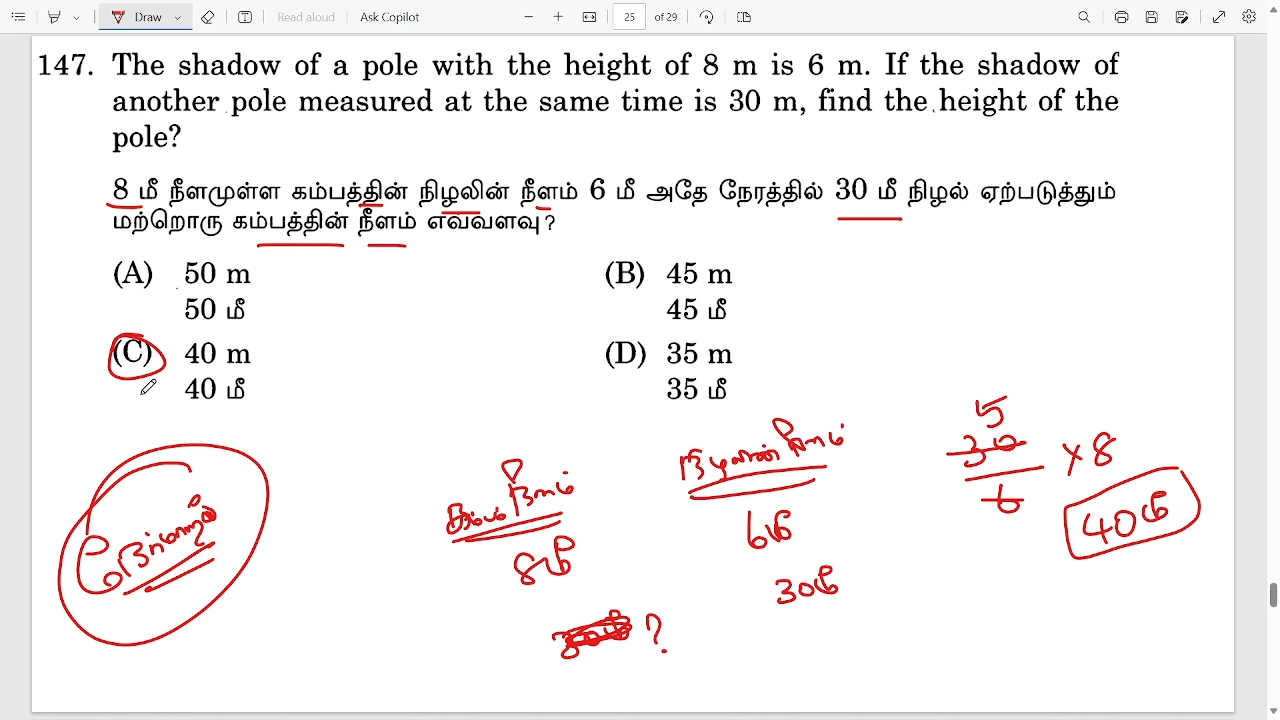 Draw
Read aloud
Ask Copilot
25 of 29
147. The shadow of a pole with the height of 8 m is 6 m. If the shadow of
another pole measured at the same time is 30 m, find the height of the
pole?
8 மீ நீளமுள்ள கம்பத்தின் நிழலின் நீளம் 6 மீ அதே நேரத்தில் 30 மீ நிழல் ஏற்படுத்தும்
மற்றொரு கம்பத்தின் நீளம் எவ்வளவு?
(A) 50 m (B) 45 m
50 மீ 45 மீ
(C) 40 m (D) 35 m
40 மீ 35 மீ
5
30 × 8
6
40மீ
நேர்மாறல்
கம்பம் நீளம் நிழலின் நீளம்
8மீ 6மீ
? 30மீ